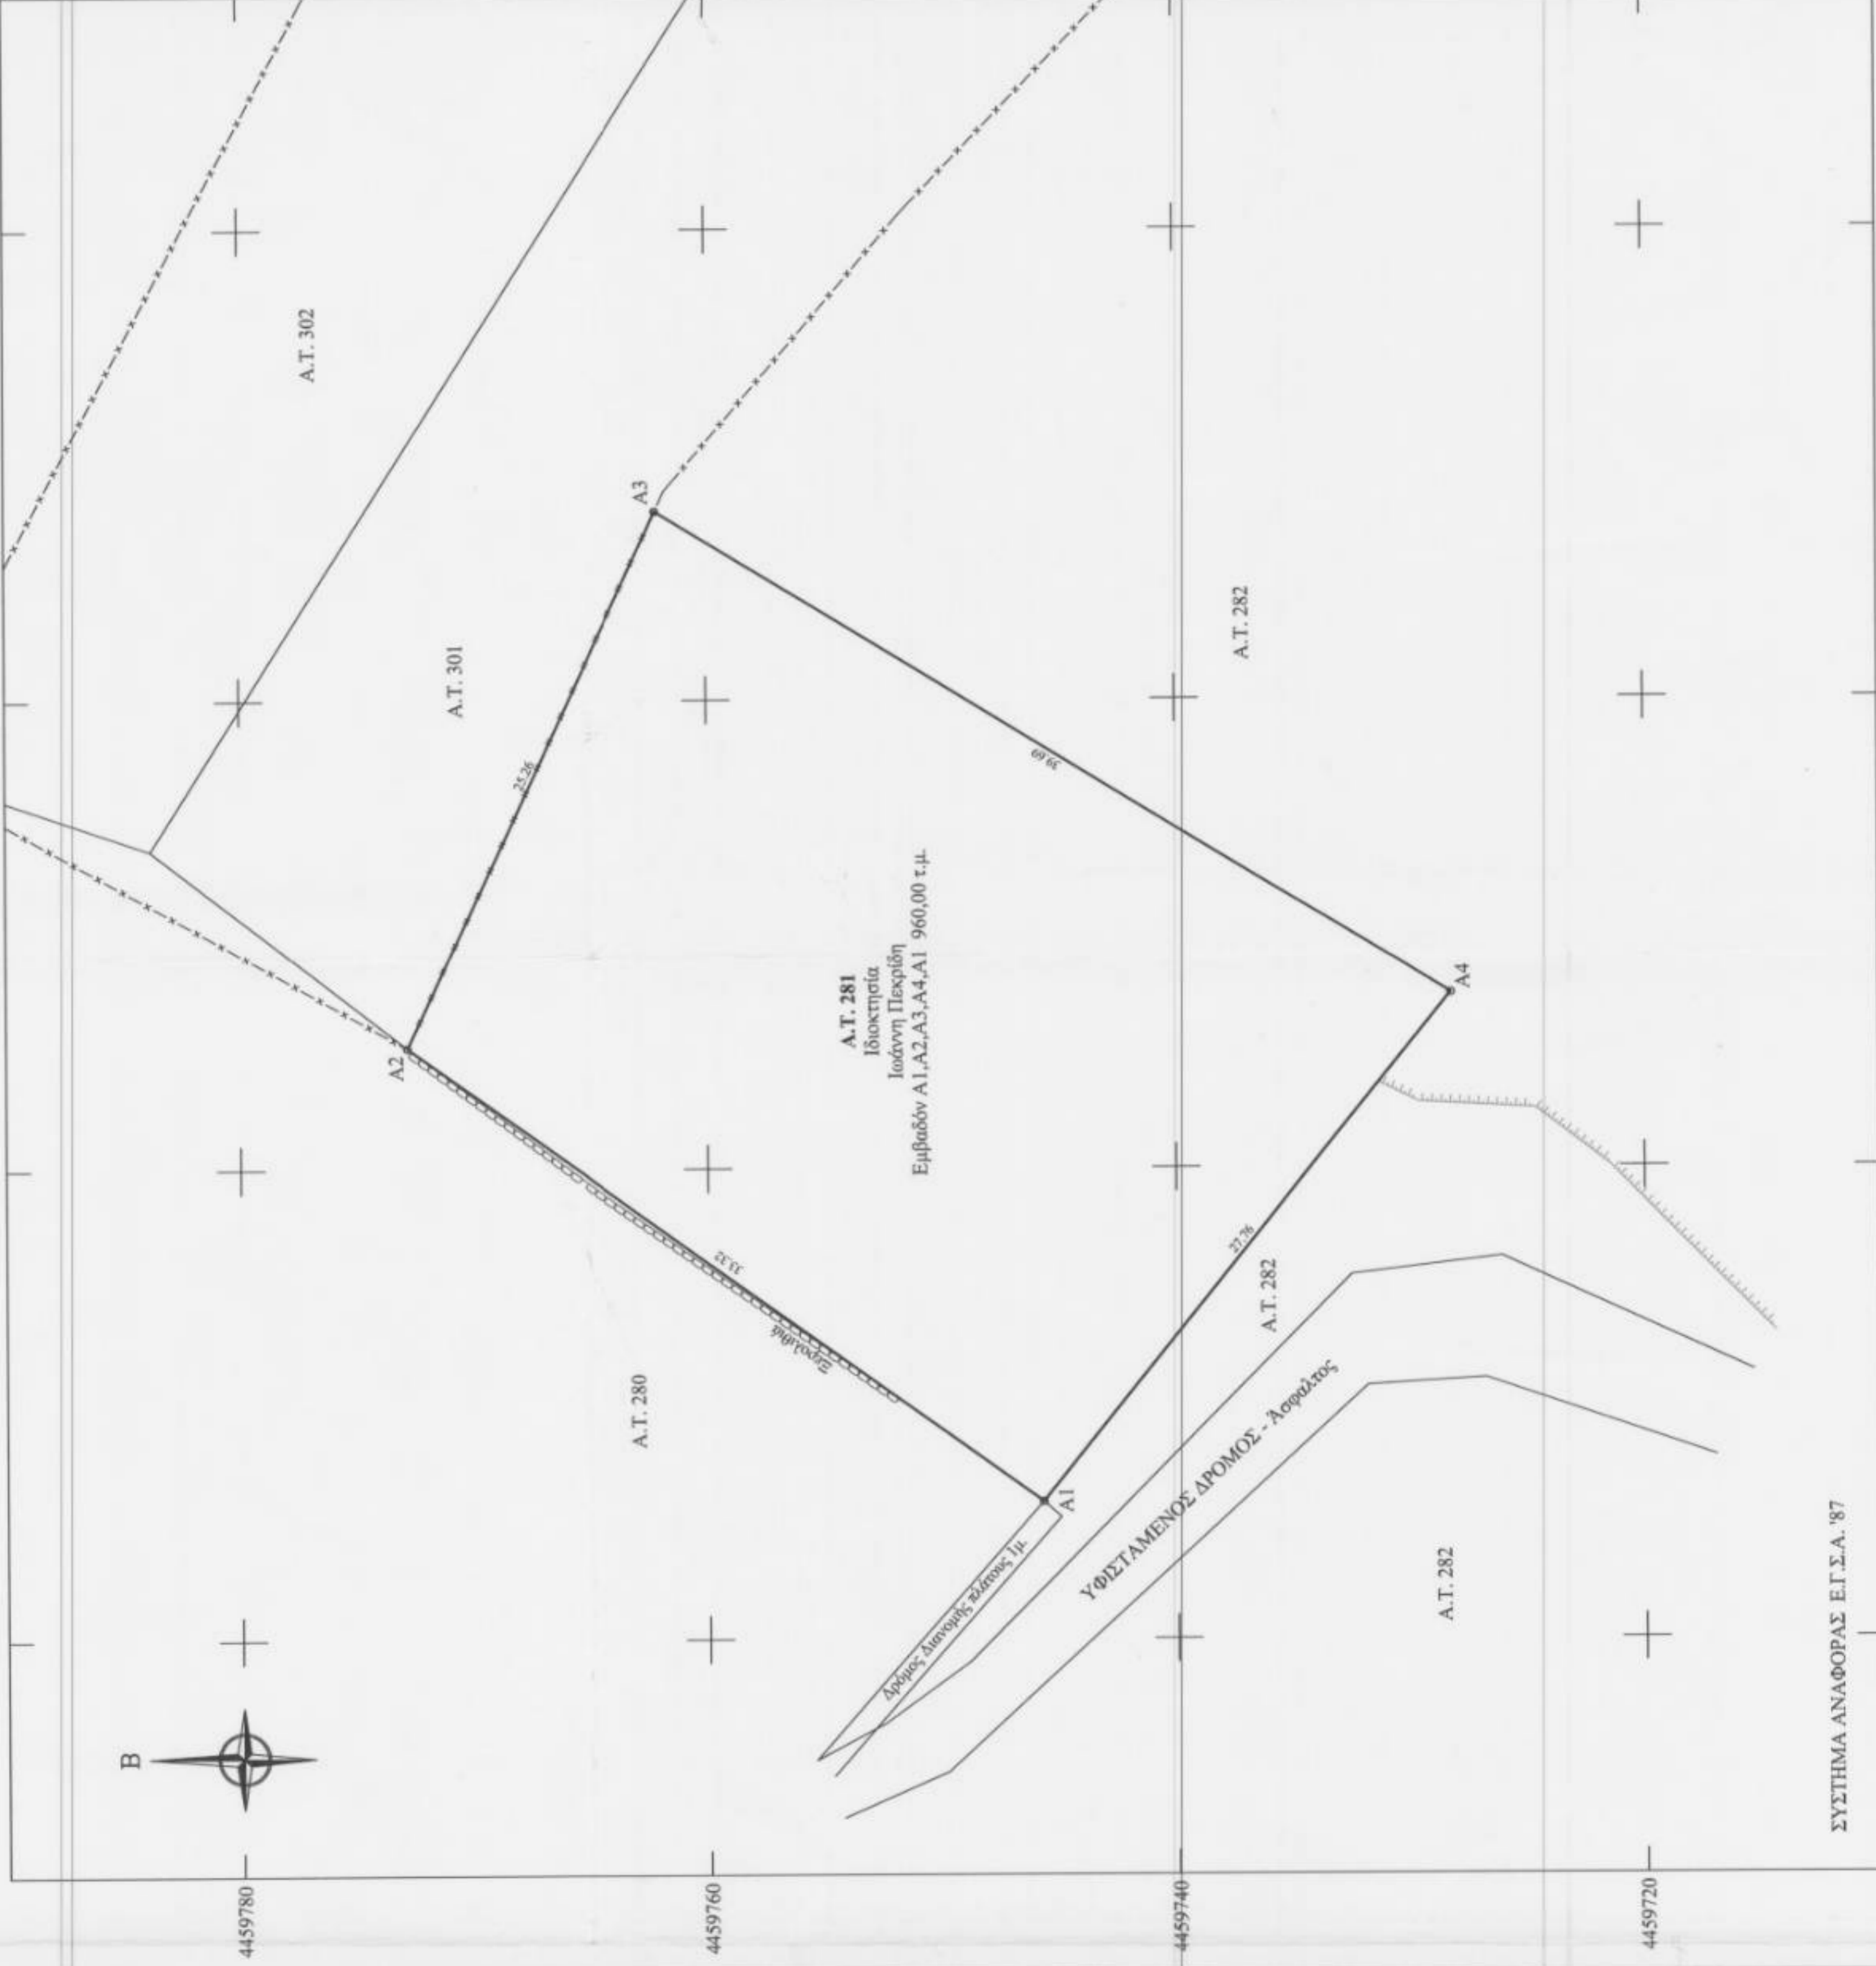 Β
Α.Τ. 302
Α.Τ. 301
Α3
25.26
Α2
39.69
Α.Τ. 282
Α.Τ. 281
Ιδιοκτησία
Ιωάννη Πεκρίδη
Εμβαδόν Α1,Α2,Α3,Α4,Α1 960,00 τ.μ.
Α4
33.32
Ξερολιθιά
Α.Τ. 280
27.76
Α.Τ. 282
Α1
Δρόμος Διανομής πλάτους 1μ.
ΥΦΙΣΤΑΜΕΝΟΣ ΔΡΟΜΟΣ - Άσφαλτος
Α.Τ. 282
4459780
4459760
4459740
4459720
ΣΥΣΤΗΜΑ ΑΝΑΦΟΡΑΣ Ε.Γ.Σ.Α. '87